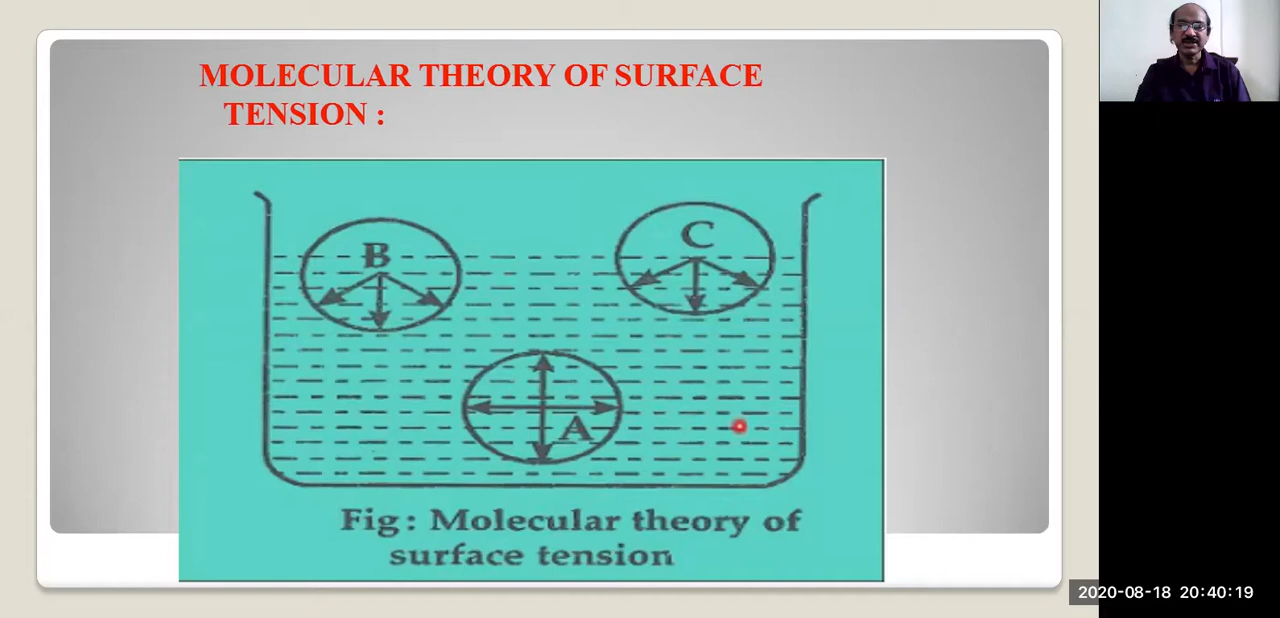 MOLECULAR THEORY OF SURFACE
TENSION :
B
C
A
Fig: Molecular theory of
surface tension
2020-08-18 20:40:19